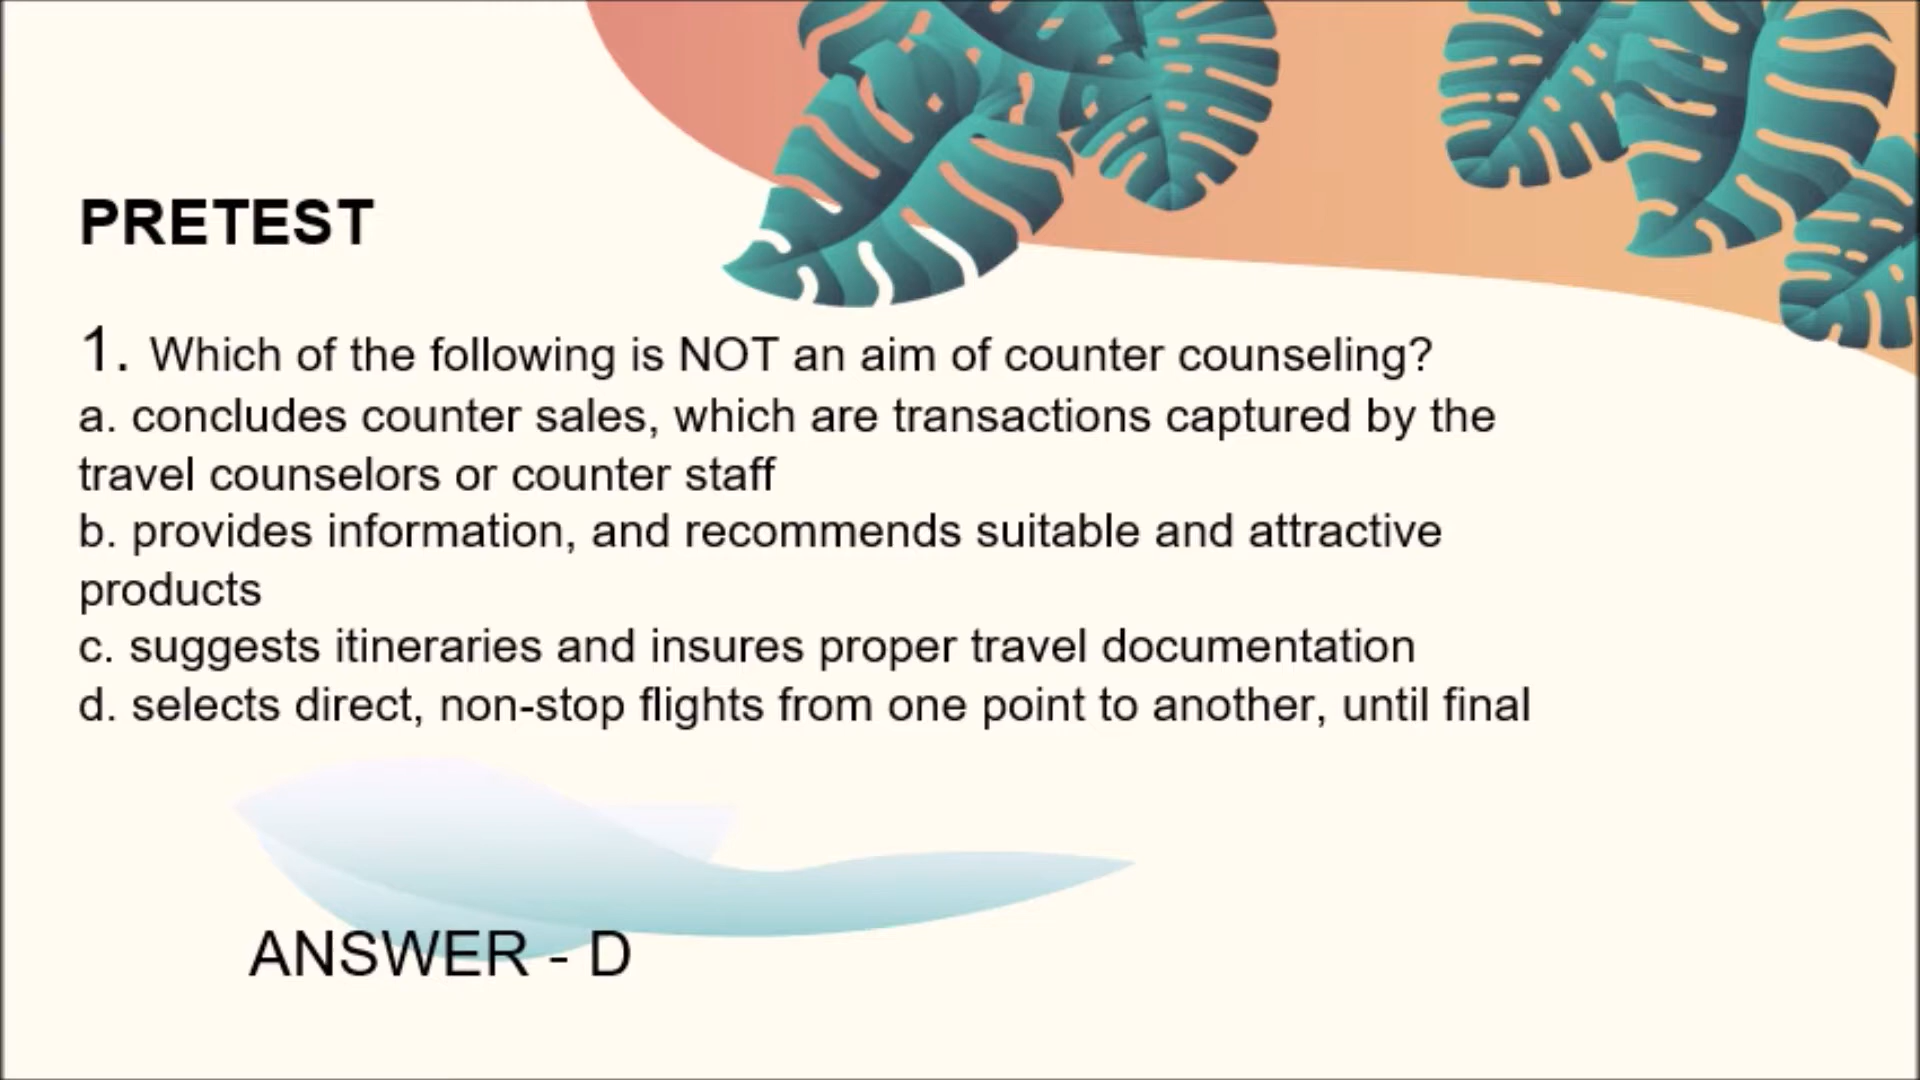 PRETEST
1. Which of the following is NOT an aim of counter counseling?
a. concludes counter sales, which are transactions captured by the
travel counselors or counter staff
b. provides information, and recommends suitable and attractive
products
c. suggests itineraries and insures proper travel documentation
d. selects direct, non-stop flights from one point to another, until final
ANSWER - D